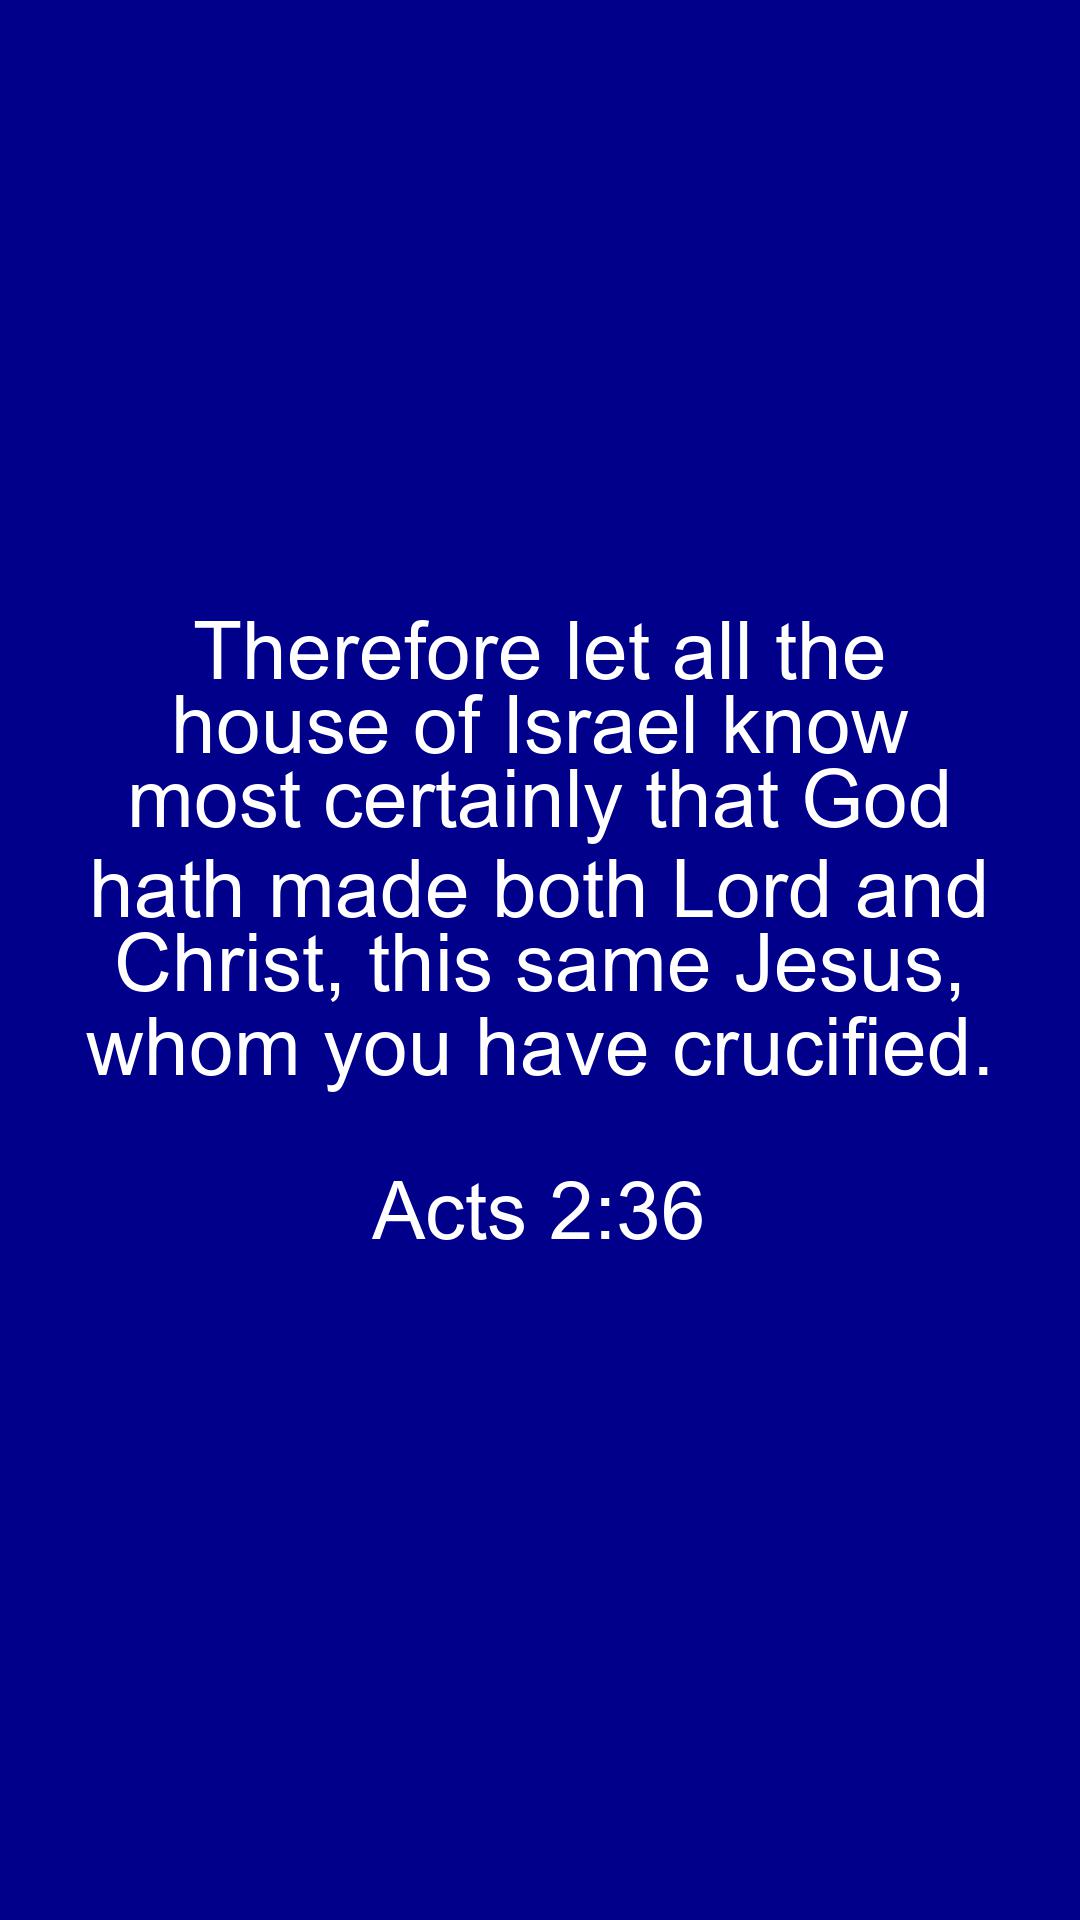 Therefore let all the
house of Israel know
most certainly that God
hath made both Lord and
Christ, this same Jesus,
whom you have crucified.
Acts 2:36